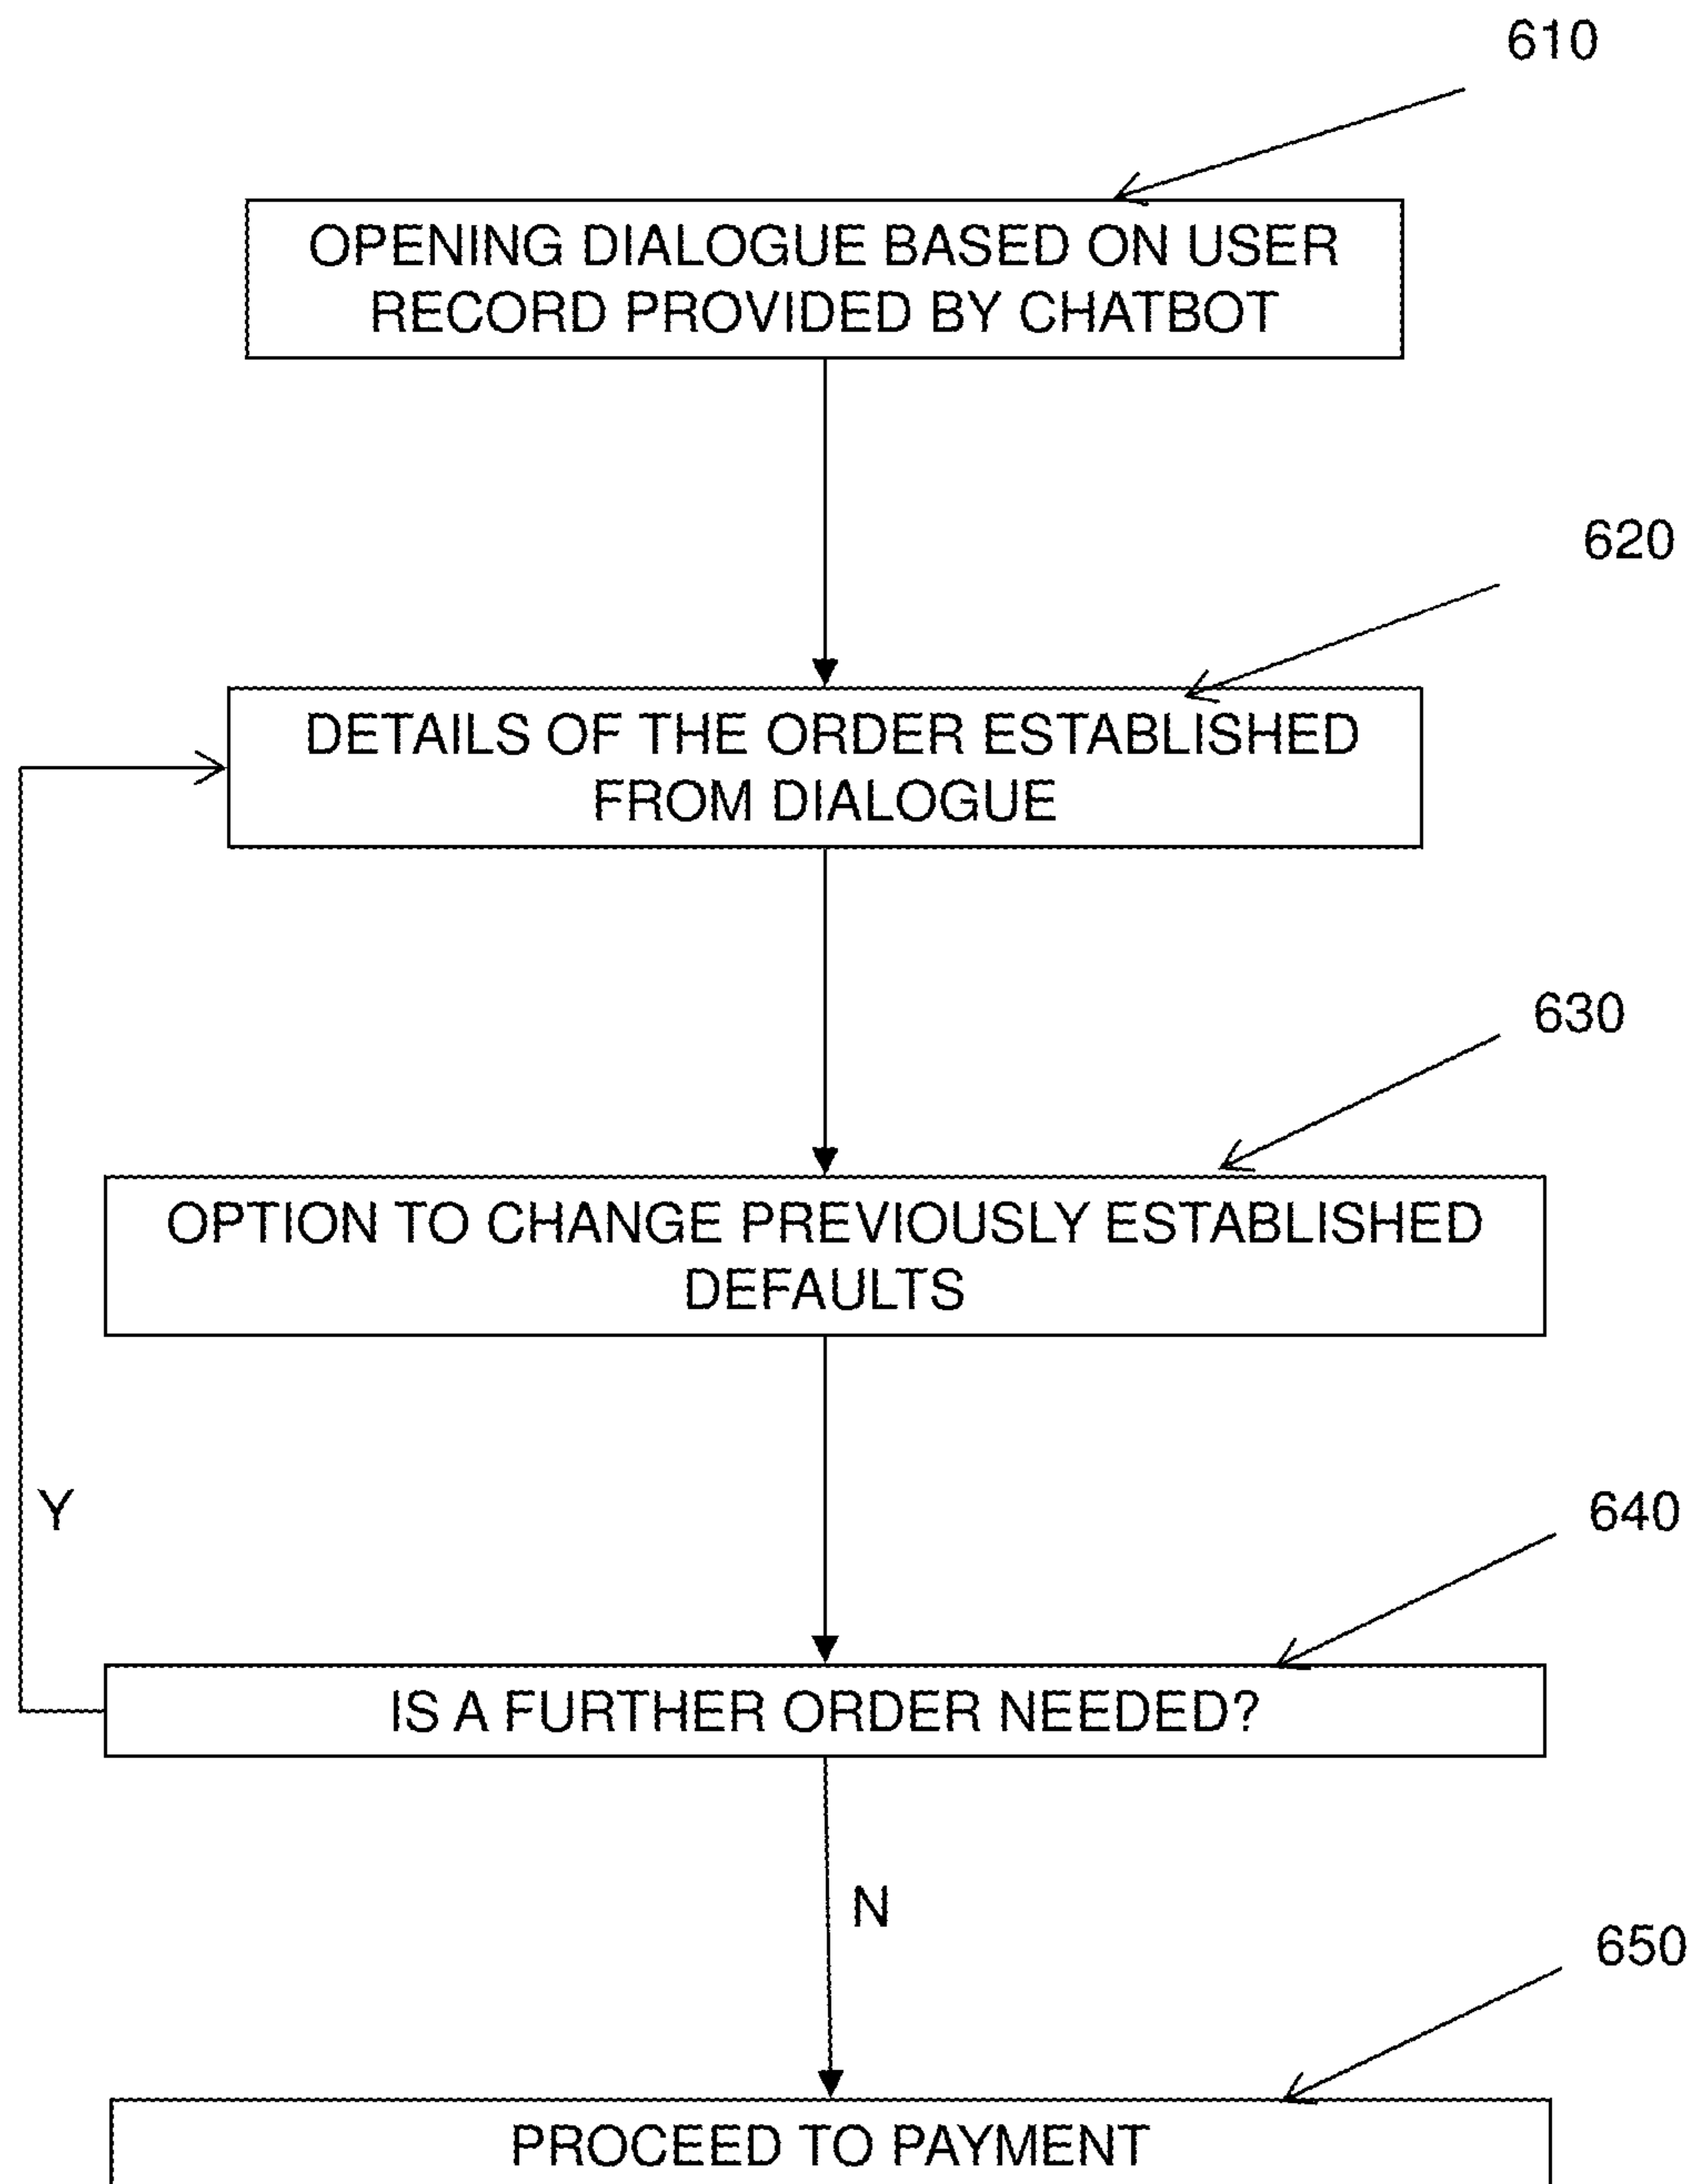 610
OPENING DIALOGUE BASED ON USER
RECORD PROVIDED BY CHATBOT
620
DETAILS OF THE ORDER ESTABLISHED
FROM DIALOGUE
630
OPTION TO CHANGE PREVIOUSLY ESTABLISHED
DEFAULTS
Y
640
IS A FURTHER ORDER NEEDED?
N
650
PROCEED TO PAYMENT